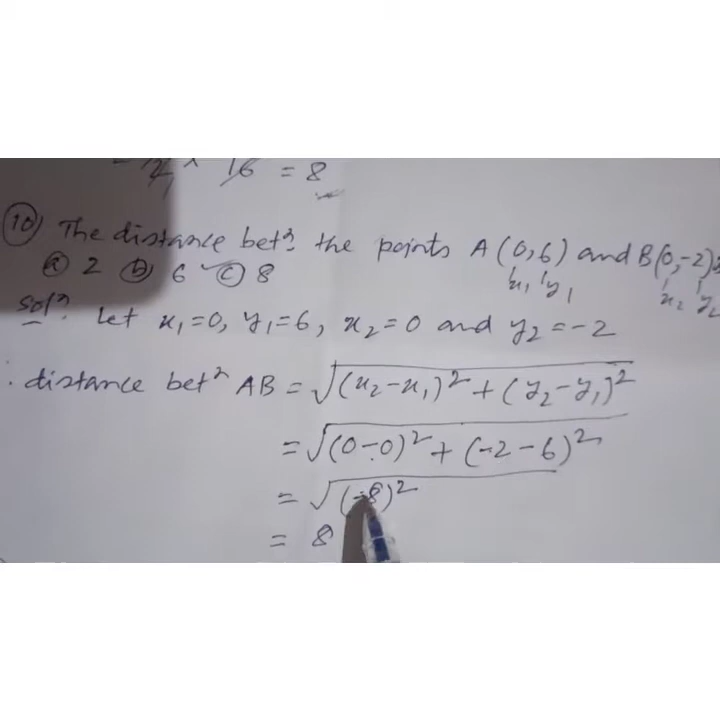 × 16 = 8
(10) The distance betn. the points A (0,6) and B(0,-2)
(a) 2 (b) 6 (c) 8
x1 y1 x2 y2
Soln. Let x1=0, y1=6, x2=0 and y2=-2
∴ distance betn AB = √(x2-x1)²+(y2-y1)²
= √(0-0)²+(-2-6)²
= √(-8)²
= 8